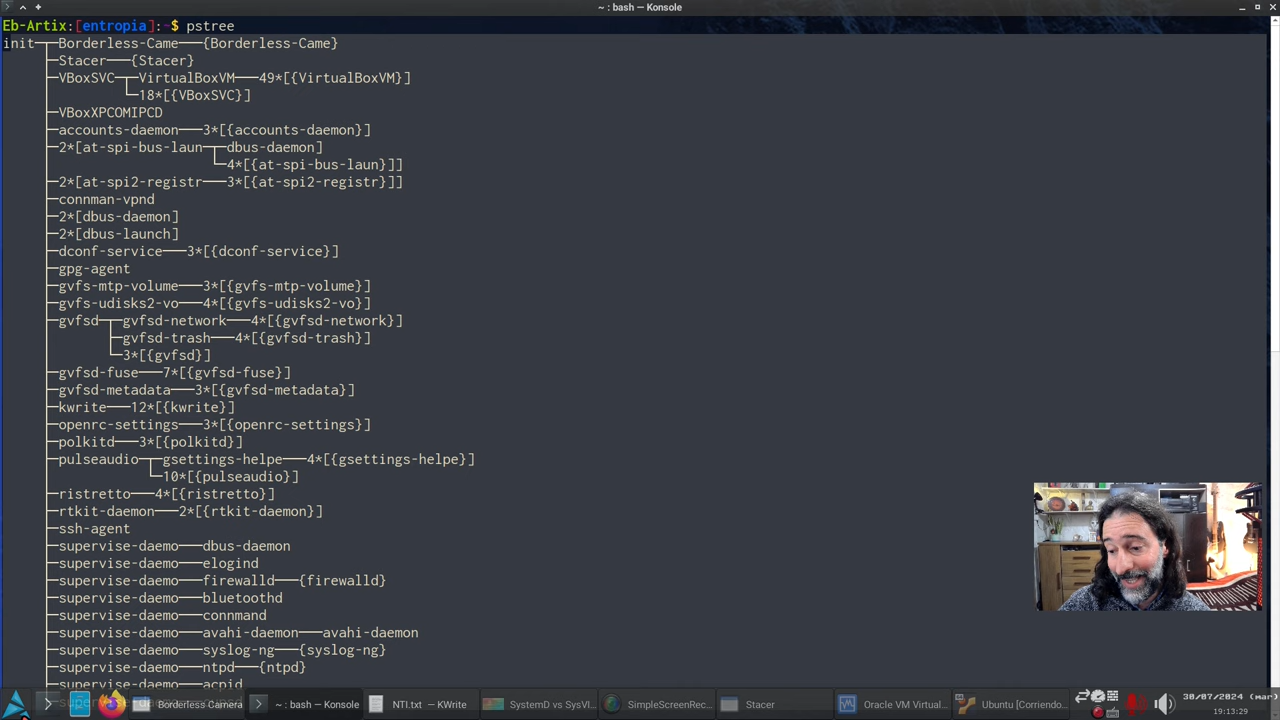 ~ : bash — Konsole
Eb-Artix:[entropia]:~$ pstree
init─┬─Borderless-Came───{Borderless-Came}
├─Stacer───{Stacer}
├─VBoxSVC─┬─VirtualBoxVM───49*[{VirtualBoxVM}]
└─18*[{VBoxSVC}]
├─VBoxXPCOMIPCD
├─accounts-daemon───3*[{accounts-daemon}]
├─2*[at-spi-bus-laun─┬─dbus-daemon]
└─4*[{at-spi-bus-laun}]]
├─2*[at-spi2-registr───3*[{at-spi2-registr}]]
├─connman-vpnd
├─2*[dbus-daemon]
├─2*[dbus-launch]
├─dconf-service───3*[{dconf-service}]
├─gpg-agent
├─gvfs-mtp-volume───3*[{gvfs-mtp-volume}]
├─gvfs-udisks2-vo───4*[{gvfs-udisks2-vo}]
├─gvfsd─┬─gvfsd-network───4*[{gvfsd-network}]
├─gvfsd-trash───4*[{gvfsd-trash}]
└─3*[{gvfsd}]
├─gvfsd-fuse───7*[{gvfsd-fuse}]
├─gvfsd-metadata───3*[{gvfsd-metadata}]
├─kwrite───12*[{kwrite}]
├─openrc-settings───3*[{openrc-settings}]
├─polkitd───3*[{polkitd}]
├─pulseaudio─┬─gsettings-helpe───4*[{gsettings-helpe}]
└─10*[{pulseaudio}]
├─ristretto───4*[{ristretto}]
├─rtkit-daemon───2*[{rtkit-daemon}]
├─ssh-agent
├─supervise-daemo───dbus-daemon
├─supervise-daemo───elogind
├─supervise-daemo───firewalld───{firewalld}
├─supervise-daemo───bluetoothd
├─supervise-daemo───connmand
├─supervise-daemo───avahi-daemon───avahi-daemon
├─supervise-daemo───syslog-ng───{syslog-ng}
├─supervise-daemo───ntpd───{ntpd}
├─supervise-daemo───acpid
Borderless Camera
~ : bash — Konsole
NTI.txt — KWrite
SystemD vs SysVI...
SimpleScreenRec...
Stacer
Oracle VM Virtual...
Ubuntu [Corriendo...
30/07/2024 (mar)
19:13:29